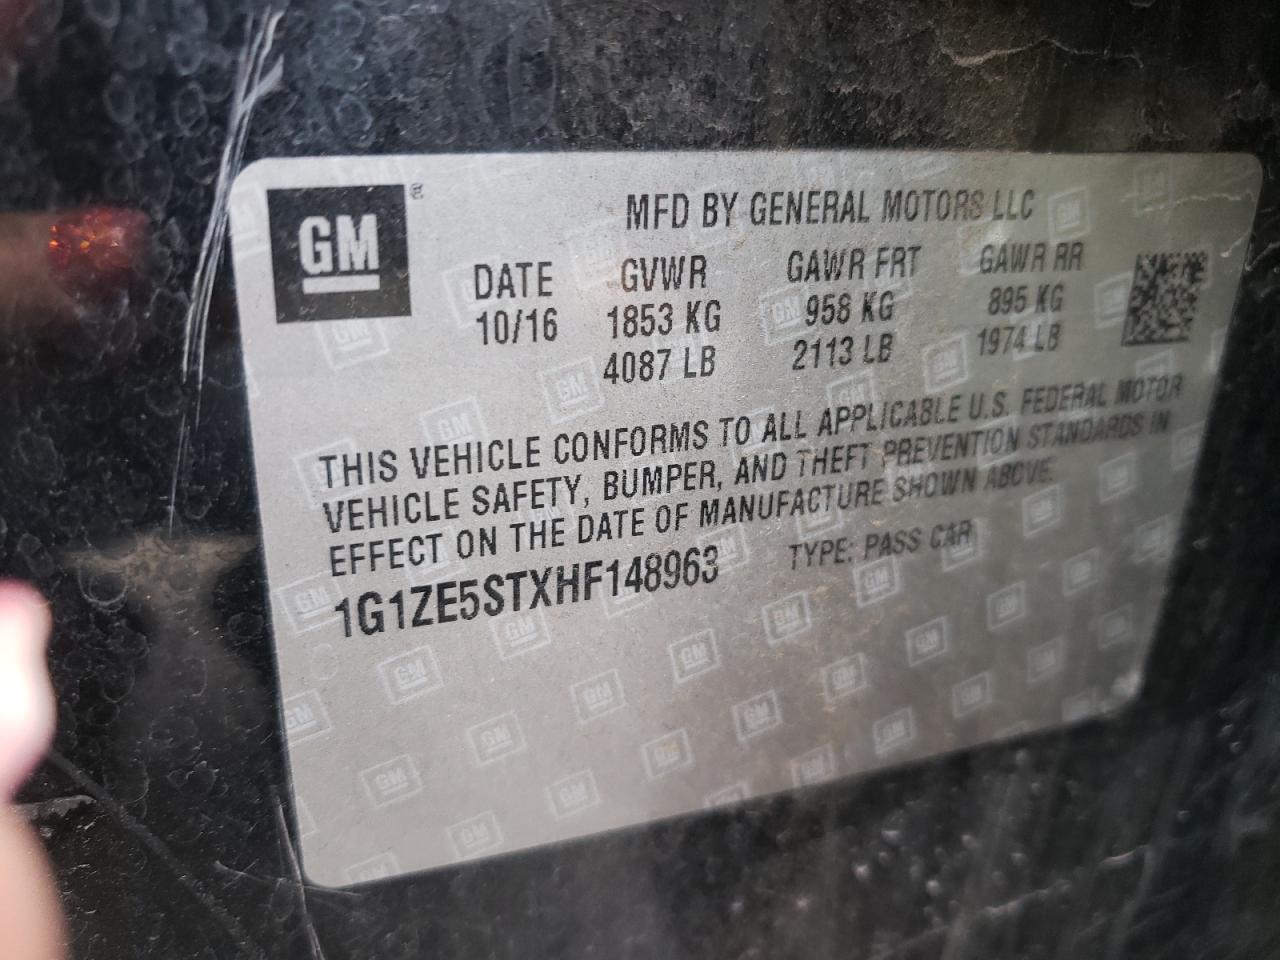 GM ®
MFD BY GENERAL MOTORS LLC
DATE GVWR GAWR FRT GAWR RR
10/16 1853 KG 958 KG 895 KG
4087 LB 2113 LB 1974 LB
THIS VEHICLE CONFORMS TO ALL APPLICABLE U.S. FEDERAL MOTOR
VEHICLE SAFETY, BUMPER, AND THEFT PREVENTION STANDARDS IN
EFFECT ON THE DATE OF MANUFACTURE SHOWN ABOVE.
1G1ZE5STXHF148963 TYPE: PASS CAR